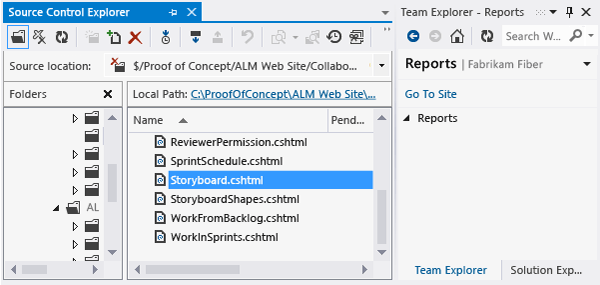 Source Control Explorer
Source location: $/Proof of Concept/ALM Web Site/Collabo...
Folders
AL
Local Path: C:\ProofOfConcept\ALM Web Site\...
Name Pend...
ReviewerPermission.cshtml
SprintSchedule.cshtml
Storyboard.cshtml
StoryboardShapes.cshtml
WorkFromBacklog.cshtml
WorkInSprints.cshtml
Team Explorer - Reports
Search W...
Reports | Fabrikam Fiber
Go To Site
Reports
Team Explorer Solution Exp...